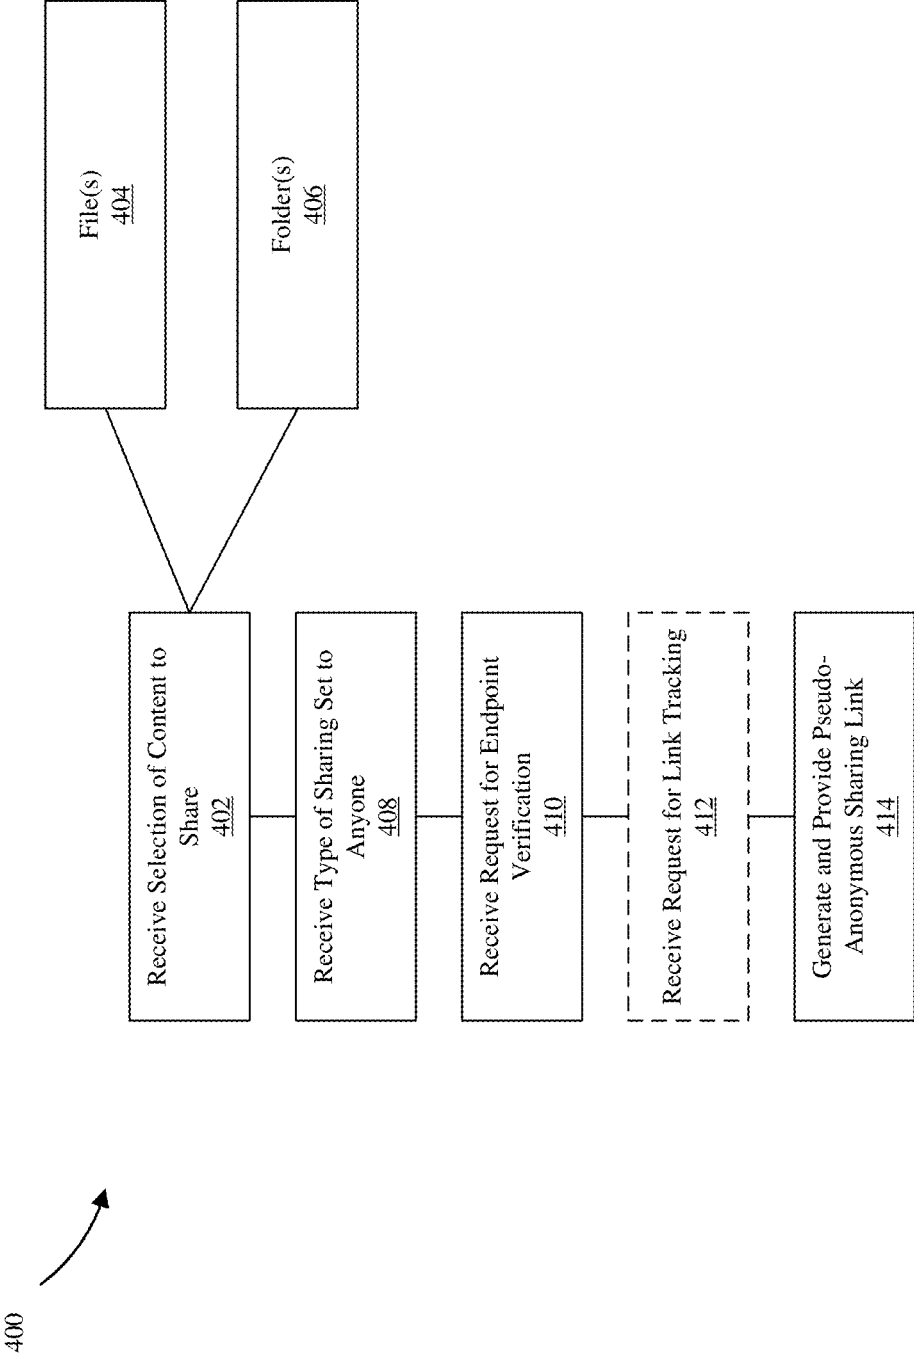 400
Receive Selection of Content to
Share
402
File(s)
404
Folder(s)
406
Receive Type of Sharing Set to
Anyone
408
Receive Request for Endpoint
Verification
410
Receive Request for Link Tracking
412
Generate and Provide Pseudo-
Anonymous Sharing Link
414